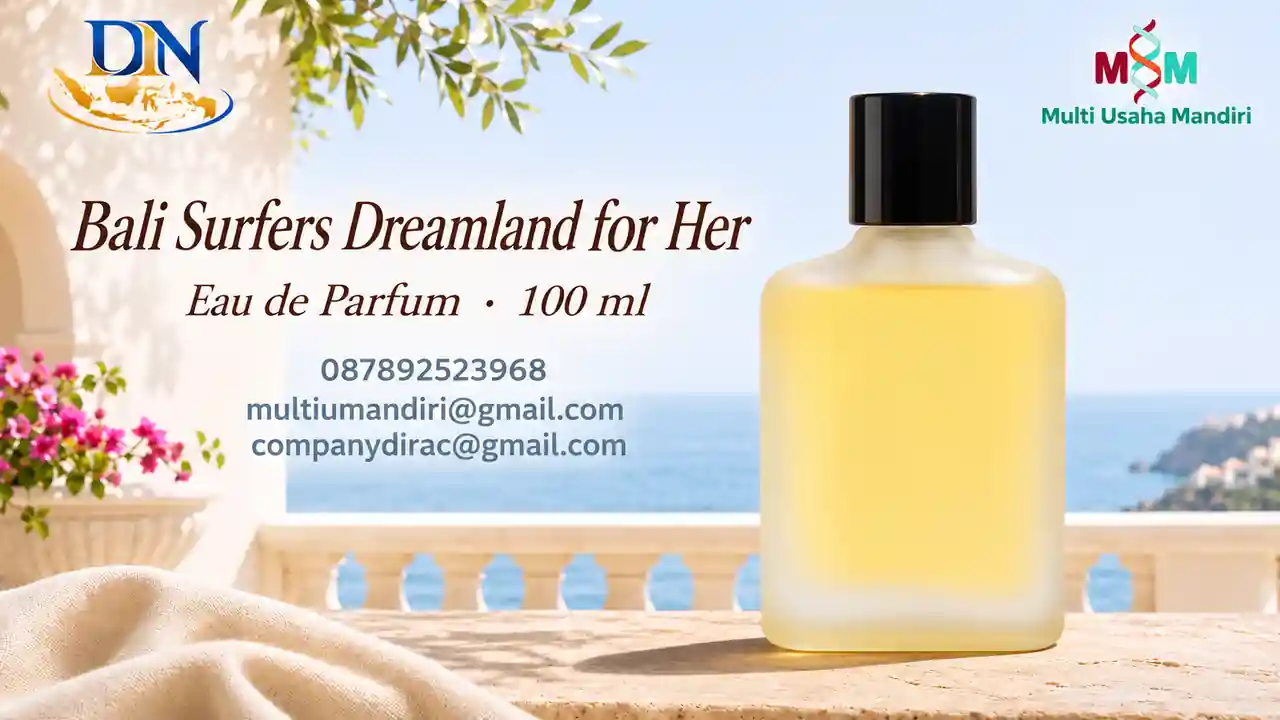 DN
MM
Multi Usaha Mandiri
Bali Surfers Dreamland for Her
Eau de Parfum · 100 ml
087892523968
multiumandiri@gmail.com
companydirac@gmail.com